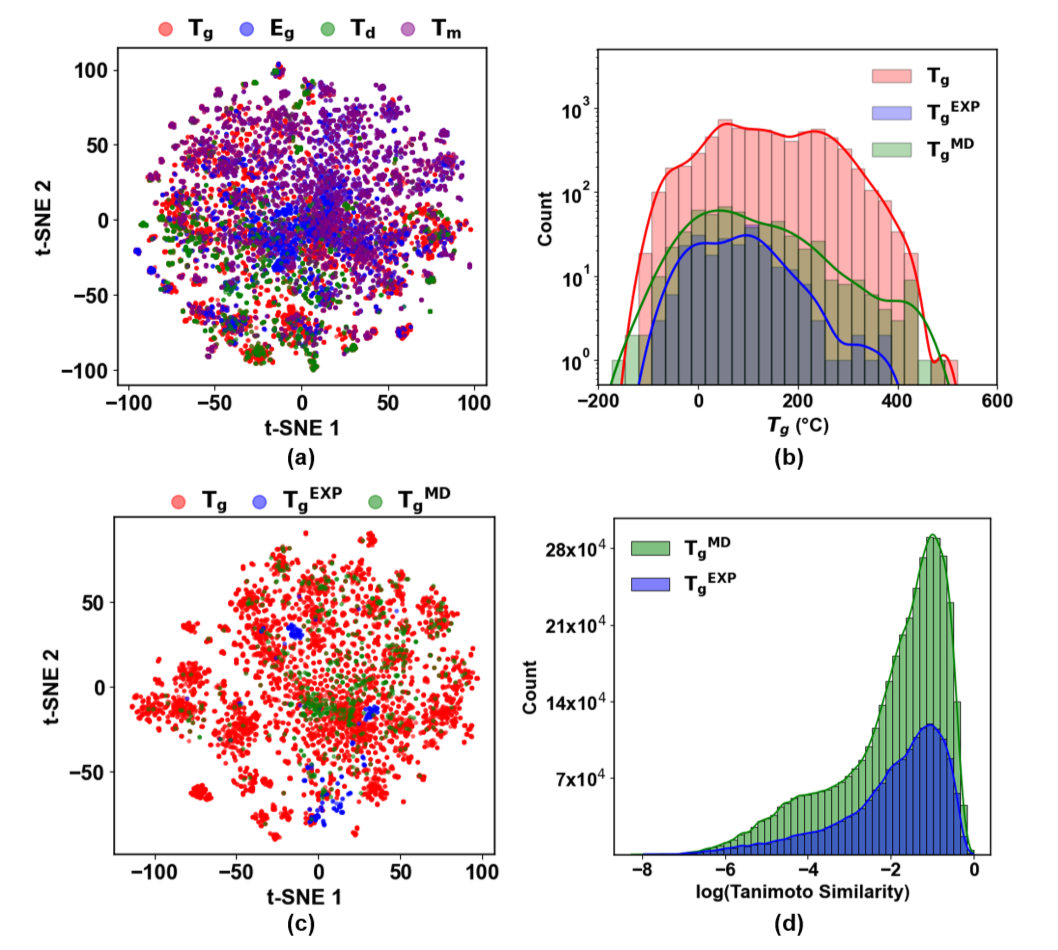 Tg Eg Td Tm
100
50
0
−50
−100
t-SNE 2
−100 −50 0 50 100
t-SNE 1
(a)
Tg
TgEXP
TgMD
10³
10²
10¹
10⁰
Count
−200 0 200 400 600
Tg (°C)
(b)
Tg TgEXP TgMD
50
0
−50
t-SNE 2
−100 −50 0 50 100
t-SNE 1
(c)
TgMD
TgEXP
28x10⁴
21x10⁴
14x10⁴
7x10⁴
Count
−8 −6 −4 −2 0
log(Tanimoto Similarity)
(d)